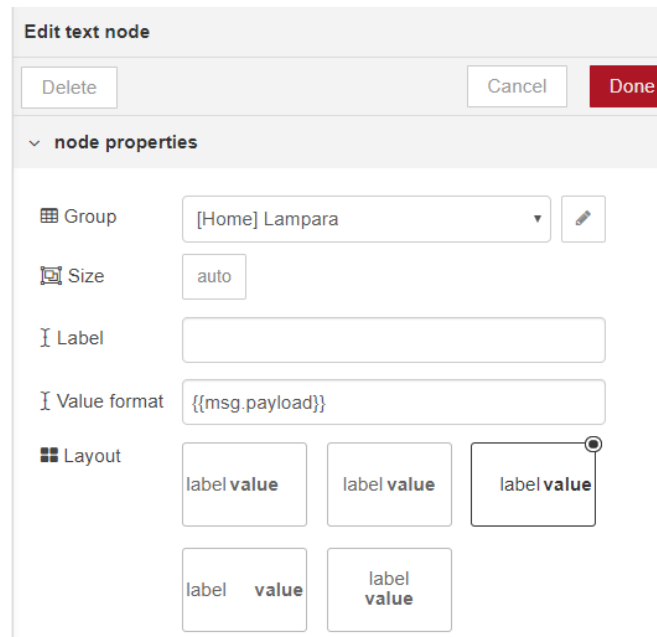 Edit text node
Delete Cancel Done
node properties
Group [Home] Lampara
Size auto
Label
Value format {{msg.payload}}
Layout
label value label value label value
label value label
value